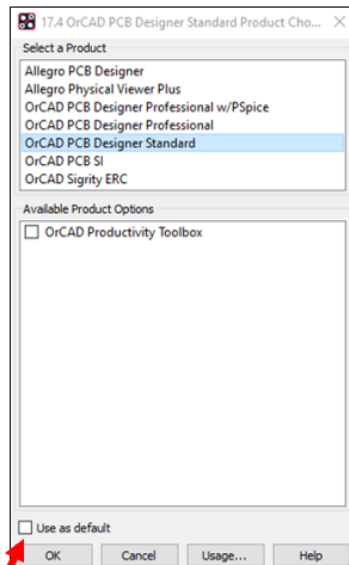 17.4 OrCAD PCB Designer Standard Product Cho...
Select a Product
Allegro PCB Designer
Allegro Physical Viewer Plus
OrCAD PCB Designer Professional w/PSpice
OrCAD PCB Designer Professional
OrCAD PCB Designer Standard
OrCAD PCB SI
OrCAD Sigrity ERC
Available Product Options
OrCAD Productivity Toolbox
Use as default
OK Cancel Usage... Help